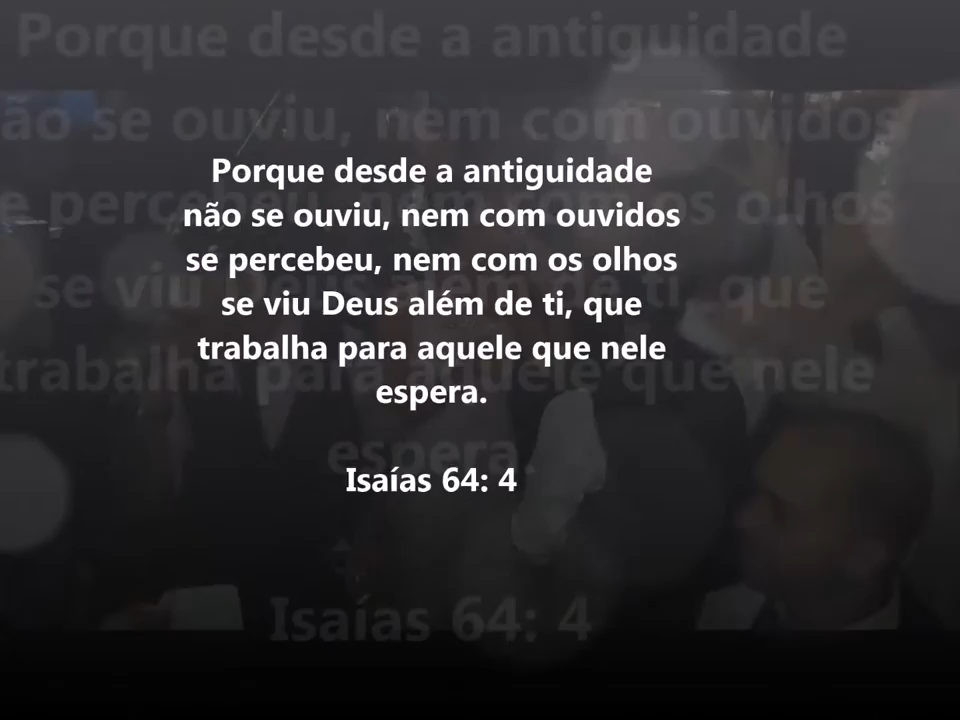 Porque desde a antiguidade
não se ouviu, nem com ouvidos
se percebeu, nem com os olhos
se viu Deus além de ti, que
trabalha para aquele que nele
espera.
Isaías 64: 4